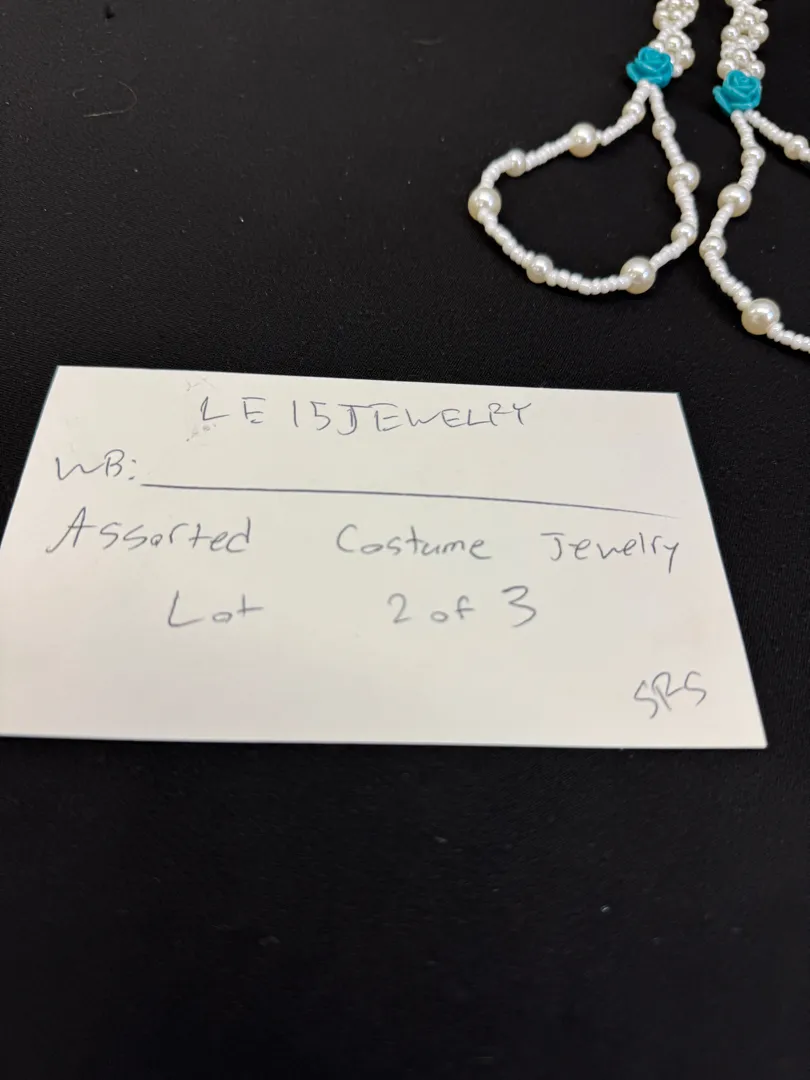 LE15JEWELRY
WB:
Assorted Costume Jewelry
Lot 2 of 3
SRS